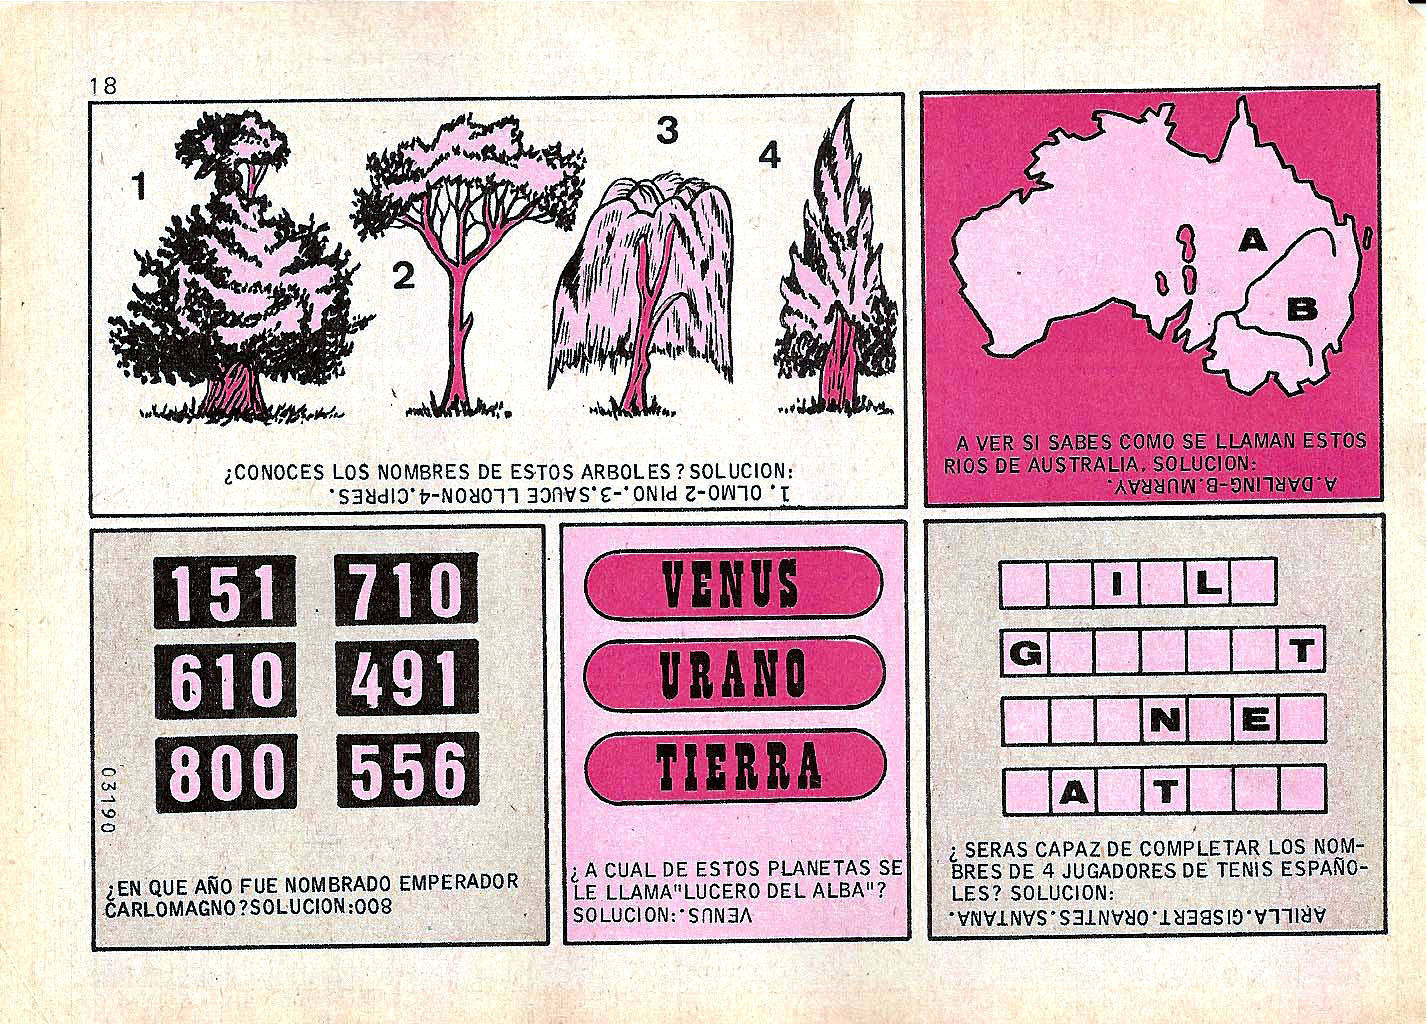 18
1
2
3
4
¿CONOCES LOS NOMBRES DE ESTOS ARBOLES? SOLUCION:
1. OLMO-2 PINO.-3.SAUCE LLORON-4.CIPRES.
A
B
A VER SI SABES COMO SE LLAMAN ESTOS
RIOS DE AUSTRALIA. SOLUCION:
A.DARLING-B.MURRAY.
151 710
610 491
800 556
03190
¿EN QUE AÑO FUE NOMBRADO EMPERADOR
CARLOMAGNO?SOLUCION:800
VENUS
URANO
TIERRA
¿A CUAL DE ESTOS PLANETAS SE
LE LLAMA"LUCERO DEL ALBA"?
SOLUCION: VENUS.
I L
G T
N E
A T
¿ SERAS CAPAZ DE COMPLETAR LOS NOM-
BRES DE 4 JUGADORES DE TENIS ESPAÑO-
LES? SOLUCION:
ARILLA.GISBERT.ORANTES.SANTANA.